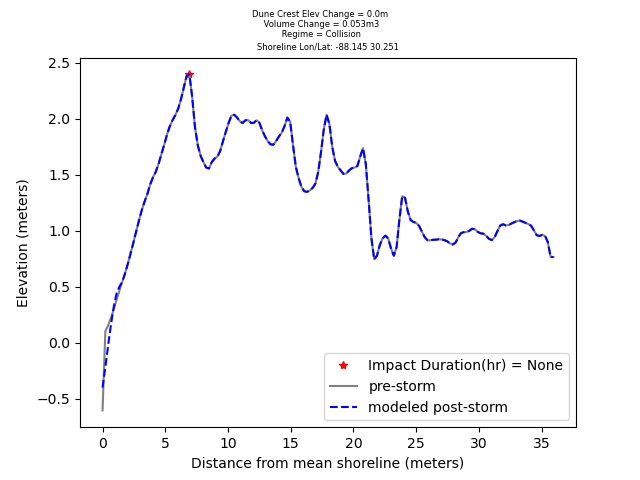 Dune Crest Elev Change = 0.0m
Volume Change = 0.053m3
Regime = Collision
Shoreline Lon/Lat: -88.145 30.251
2.5
2.0
1.5
1.0
0.5
0.0
−0.5
Elevation (meters)
Impact Duration(hr) = None
pre-storm
modeled post-storm
0 5 10 15 20 25 30 35
Distance from mean shoreline (meters)